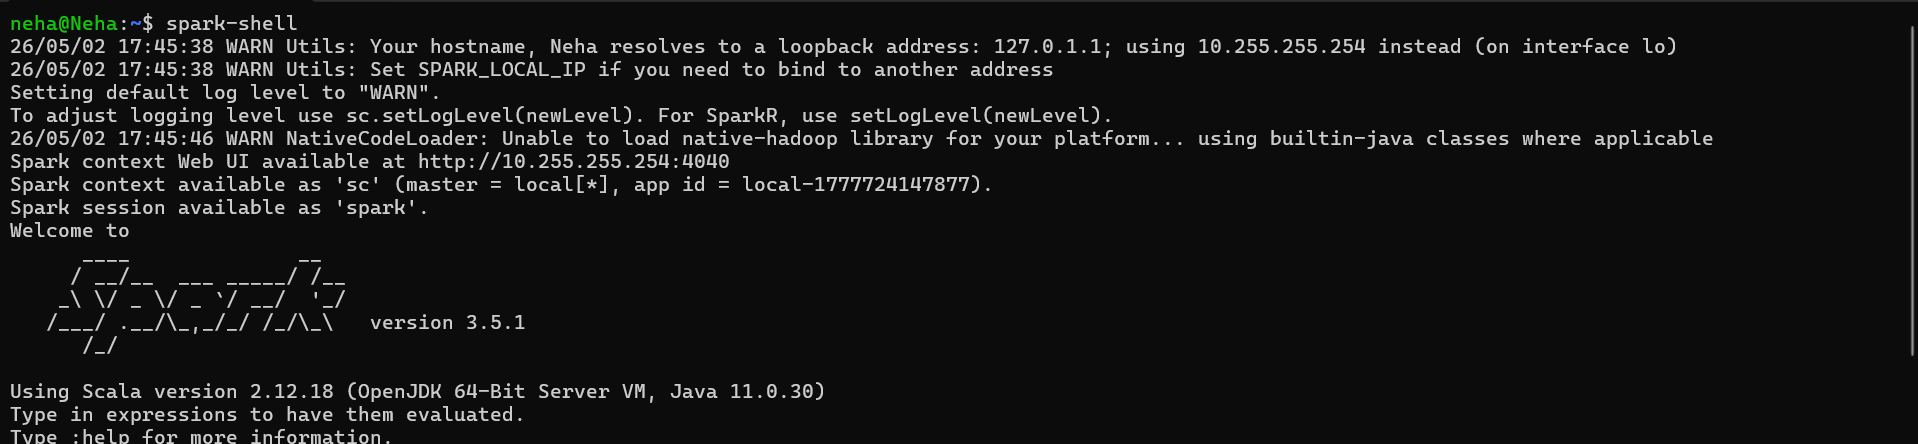 neha@Neha:~$ spark-shell
26/05/02 17:45:38 WARN Utils: Your hostname, Neha resolves to a loopback address: 127.0.1.1; using 10.255.255.254 instead (on interface lo)
26/05/02 17:45:38 WARN Utils: Set SPARK_LOCAL_IP if you need to bind to another address
Setting default log level to "WARN".
To adjust logging level use sc.setLogLevel(newLevel). For SparkR, use setLogLevel(newLevel).
26/05/02 17:45:46 WARN NativeCodeLoader: Unable to load native-hadoop library for your platform... using builtin-java classes where applicable
Spark context Web UI available at http://10.255.255.254:4040
Spark context available as 'sc' (master = local[*], app id = local-1777724147877).
Spark session available as 'spark'.
Welcome to
      ____              __
     / __/__  ___ _____/ /__
    _\ \/ _ \/ _ `/ __/  '_/
   /___/ .__/\_,_/_/ /_/\_\   version 3.5.1
      /_/
Using Scala version 2.12.18 (OpenJDK 64-Bit Server VM, Java 11.0.30)
Type in expressions to have them evaluated.
Type :help for more information.